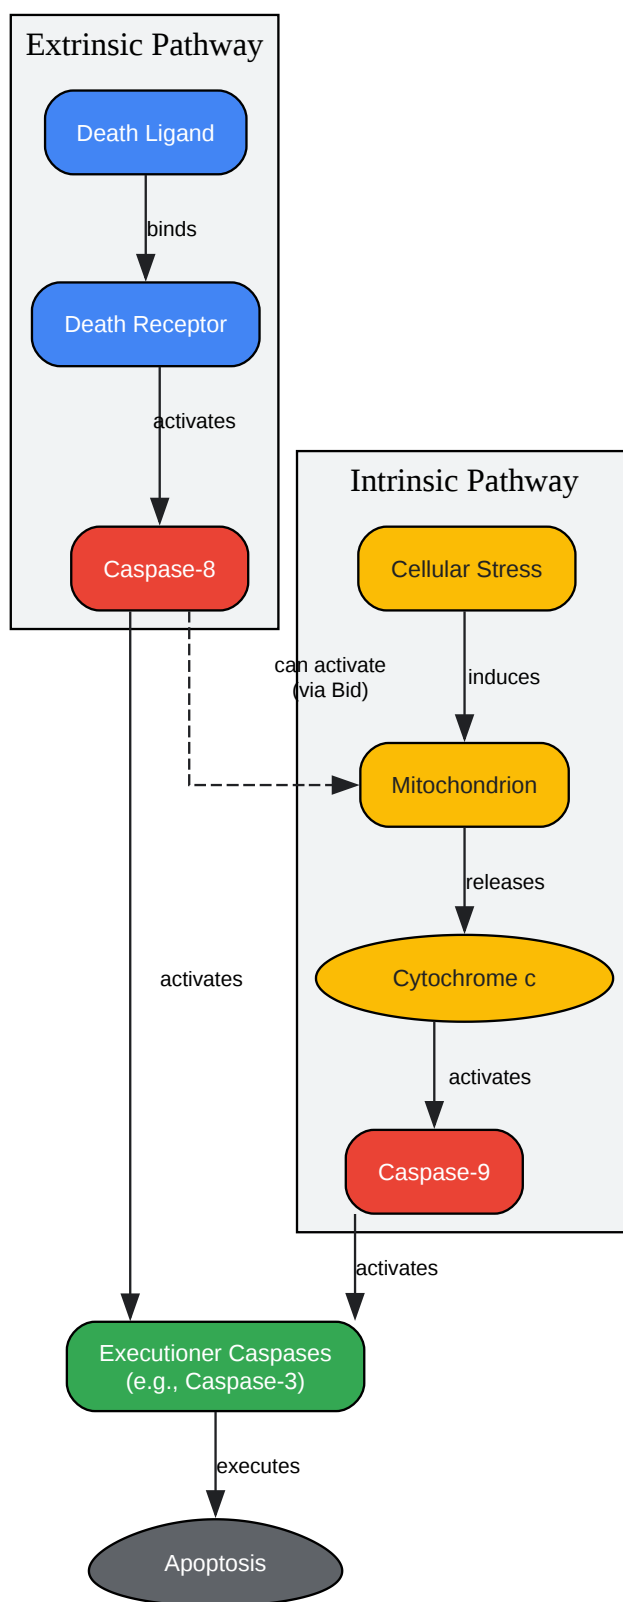 Extrinsic Pathway
Death Ligand
binds
Death Receptor
activates
Caspase-8
Intrinsic Pathway
Cellular Stress
can activate
(via Bid)
induces
Mitochondrion
releases
Cytochrome c
activates
activates
Caspase-9
activates
Executioner Caspases
(e.g., Caspase-3)
executes
Apoptosis